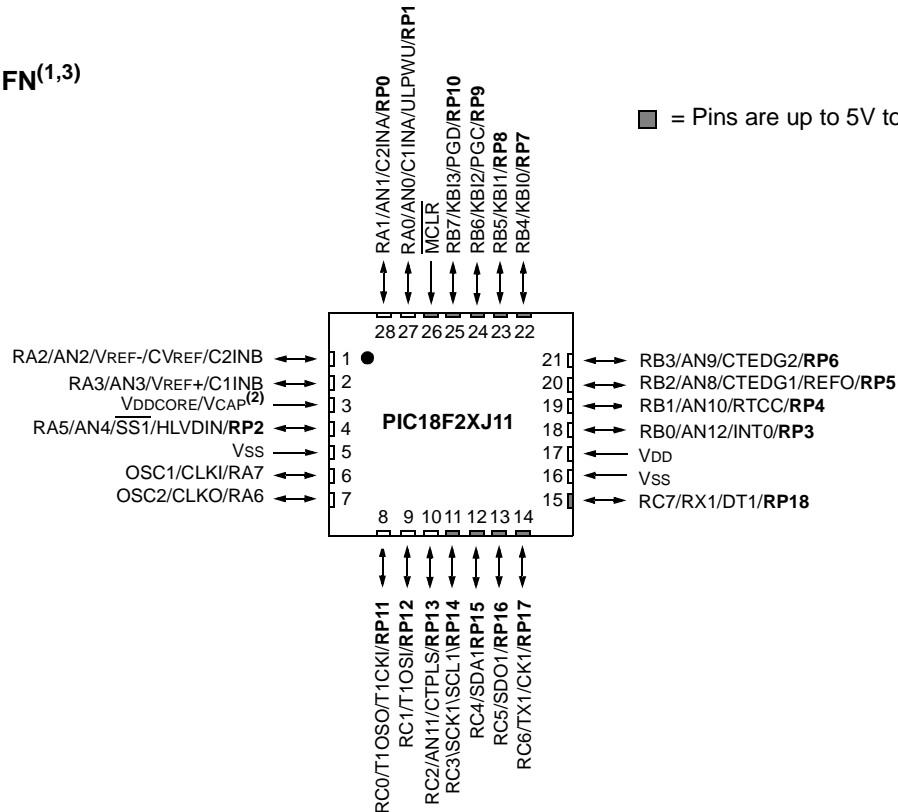 FN(1,3)
= Pins are up to 5V to
RA1/AN1/C2INA/RP0
RA0/AN0/C1INA/ULPWU/RP1
MCLR
RB7/KBI3/PGD/RP10
RB6/KBI2/PGC/RP9
RB5/KBI1/RP8
RB4/KBI0/RP7
28 27 26 25 24 23 22
RA2/AN2/VREF-/CVREF/C2INB
1
RA3/AN3/VREF+/C1INB
2
VDDCORE/VCAP(2)
3
RA5/AN4/SS1/HLVDIN/RP2
4
VSS
5
OSC1/CLKI/RA7
6
OSC2/CLKO/RA6
7
PIC18F2XJ11
21
RB3/AN9/CTEDG2/RP6
20
RB2/AN8/CTEDG1/REFO/RP5
19
RB1/AN10/RTCC/RP4
18
RB0/AN12/INT0/RP3
17
VDD
16
VSS
15
RC7/RX1/DT1/RP18
8 9 10 11 12 13 14
RC0/T1OSO/T1CKI/RP11
RC1/T1OSI/RP12
RC2/AN11/CTPLS/RP13
RC3\SCK1\SCL1\RP14
RC4/SDA1RP15
RC5/SDO1/RP16
RC6/TX1/CK1/RP17